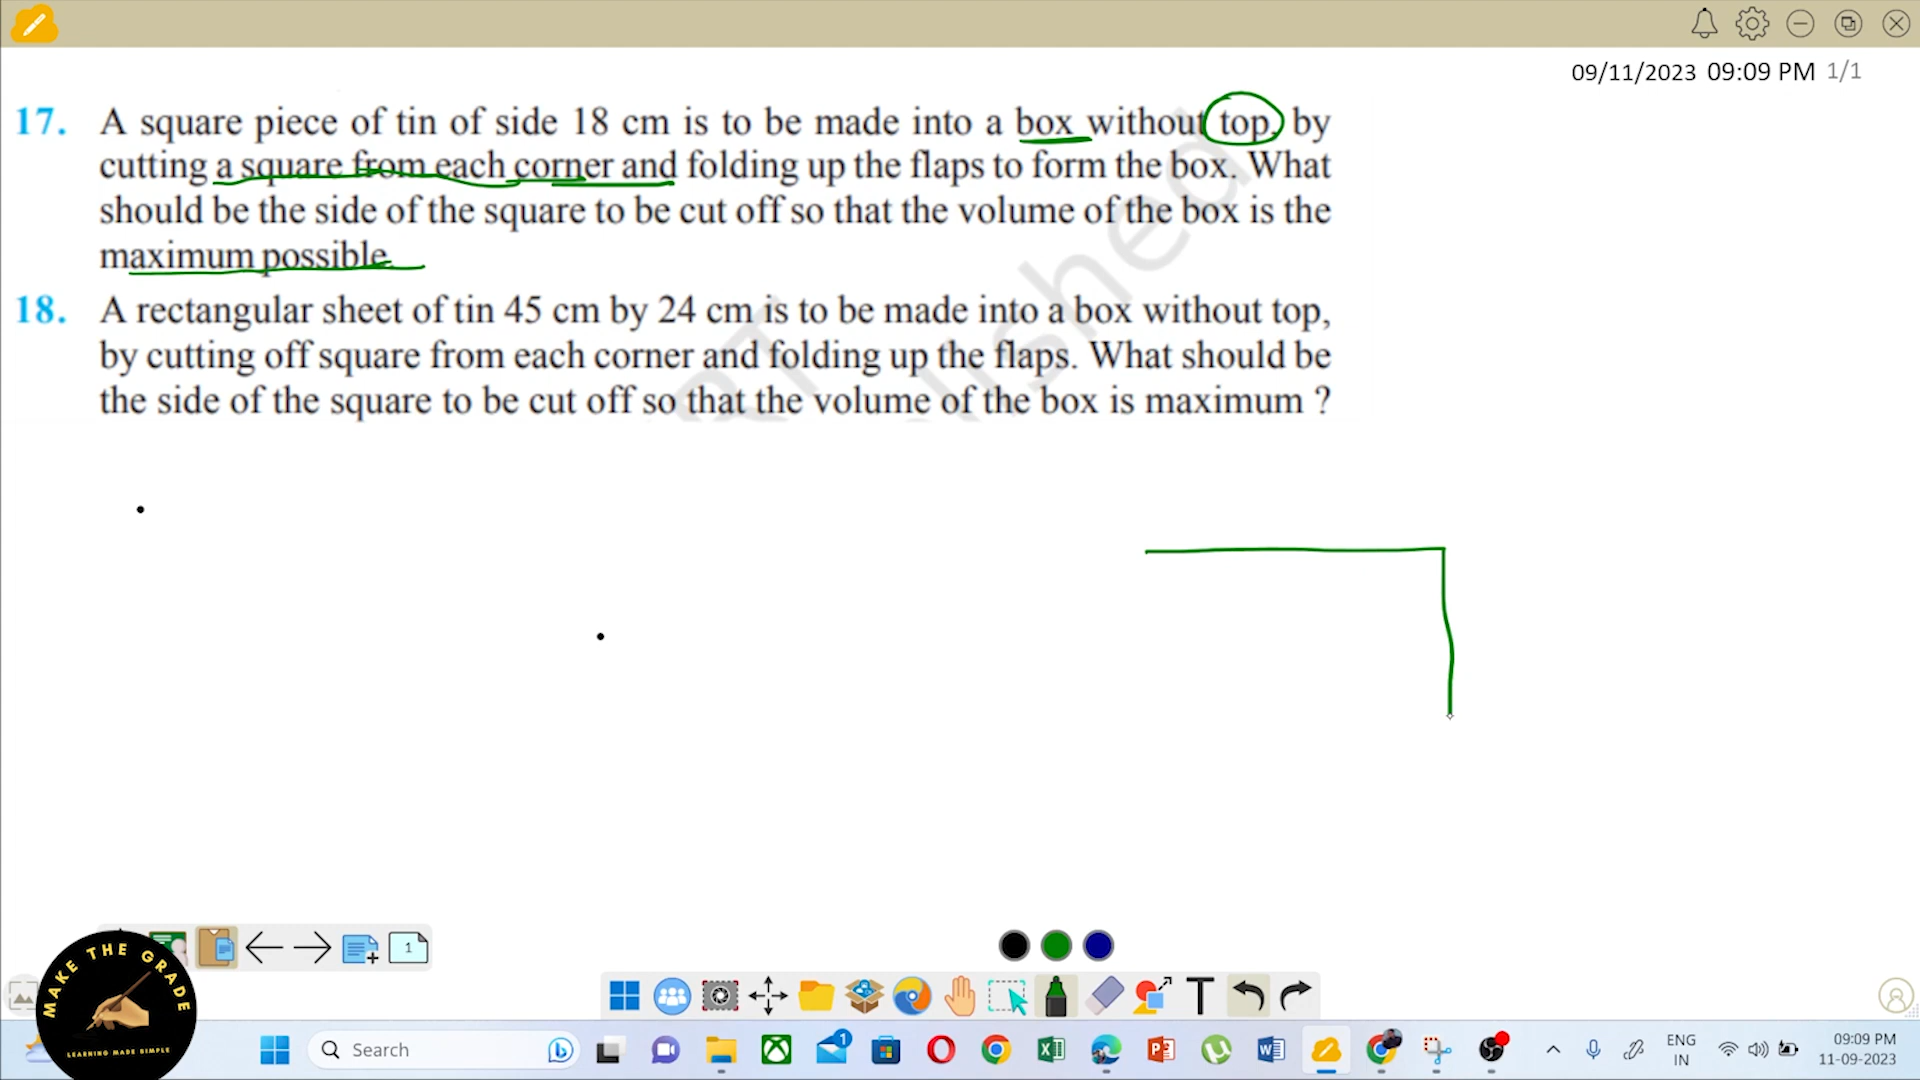 09/11/2023 09:09 PM 1/1
17. A square piece of tin of side 18 cm is to be made into a box without top, by
cutting a square from each corner and folding up the flaps to form the box. What
should be the side of the square to be cut off so that the volume of the box is the
maximum possible.
18. A rectangular sheet of tin 45 cm by 24 cm is to be made into a box without top,
by cutting off square from each corner and folding up the flaps. What should be
the side of the square to be cut off so that the volume of the box is maximum ?
1
MAKE THE GRADE
LEARNING MADE SIMPLE
Search
1
ENG
IN
09:09 PM
11-09-2023